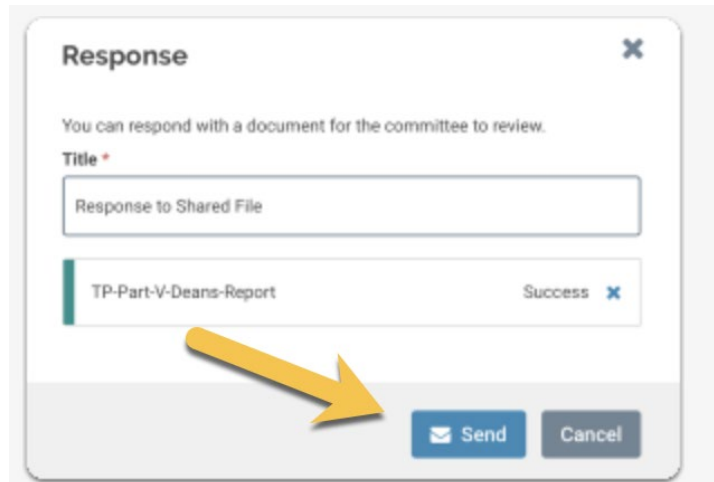 Response
You can respond with a document for the committee to review.
Title *
Response to Shared File
TP-Part-V-Deans-Report Success
Send Cancel